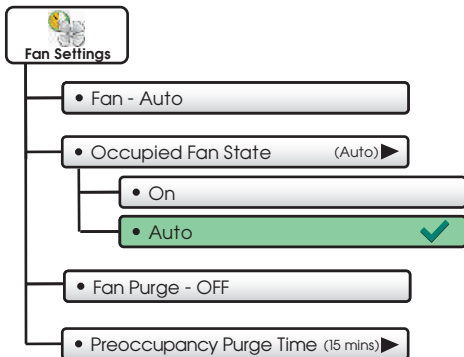 Fan Settings
• Fan - Auto
• Occupied Fan State (Auto)
• On
• Auto
• Fan Purge - OFF
• Preoccupancy Purge Time (15 mins)